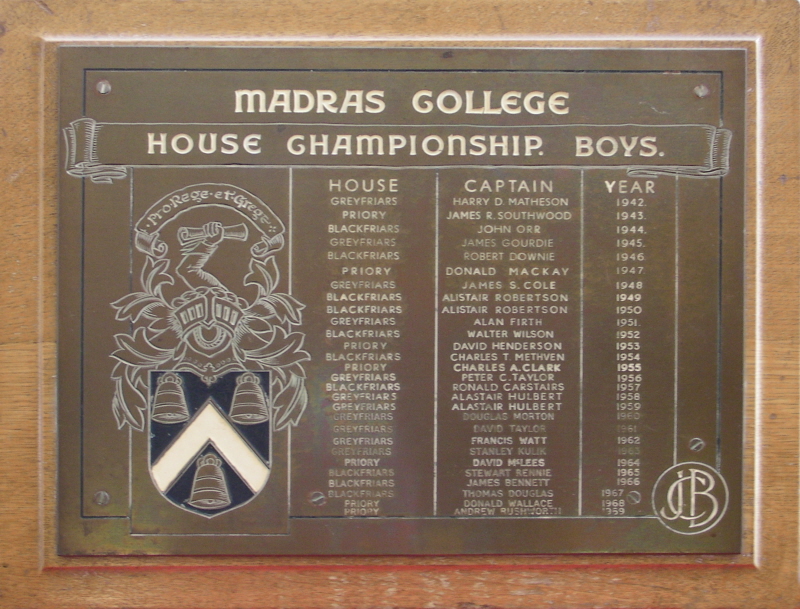 MADRAS COLLEGE
HOUSE CHAMPIONSHIP. BOYS.
Pro Rege et Grege
HOUSE CAPTAIN YEAR
GREYFRIARS HARRY D. MATHESON 1942.
PRIORY JAMES R. SOUTHWOOD 1943.
BLACKFRIARS JOHN ORR 1944.
GREYFRIARS JAMES GOURDIE 1945.
BLACKFRIARS ROBERT DOWNIE 1946
PRIORY DONALD MACKAY 1947
GREYFRIARS JAMES S. COLE 1948
BLACKFRIARS ALISTAIR ROBERTSON 1949
BLACKFRIARS ALISTAIR ROBERTSON 1950
GREYFRIARS ALAN FIRTH 1951.
BLACKFRIARS WALTER WILSON 1952
PRIORY DAVID HENDERSON 1953
BLACKFRIARS CHARLES T METHVEN 1954
PRIORY CHARLES A. CLARK 1955
GREYFRIARS PETER C. TAYLOR 1956
BLACKFRIARS RONALD CARSTAIRS 1957
GREYFRIARS ALASTAIR HULBERT 1958
GREYFRIARS ALASTAIR HULBERT 1959
GREYFRIARS DOUGLAS MORTON 1960
GREYFRIARS DAVID TAYLOR 1961
GREYFRIARS FRANCIS WATT 1962
GREYFRIARS STANLEY KULIK 1963
PRIORY DAVID McLEES 1964
BLACKFRIARS STEWART RENNIE 1965
BLACKFRIARS JAMES BENNETT 1966
BLACKFRIARS THOMAS DOUGLAS 1967
PRIORY DONALD WALLACE 1968
PRIORY ANDREW RUSHWORTH 1969